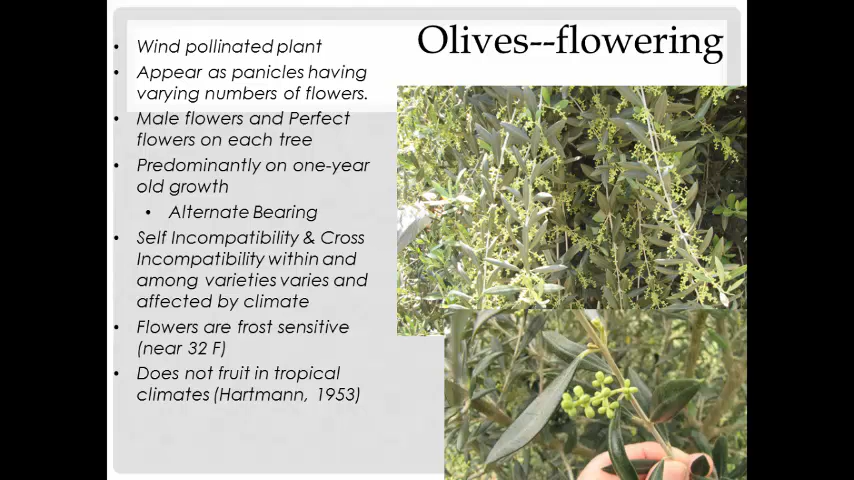 Olives--flowering
• Wind pollinated plant
• Appear as panicles having
varying numbers of flowers.
• Male flowers and Perfect
flowers on each tree
• Predominantly on one-year
old growth
• Alternate Bearing
• Self Incompatibility & Cross
Incompatibility within and
among varieties varies and
affected by climate
• Flowers are frost sensitive
(near 32 F)
• Does not fruit in tropical
climates (Hartmann, 1953)